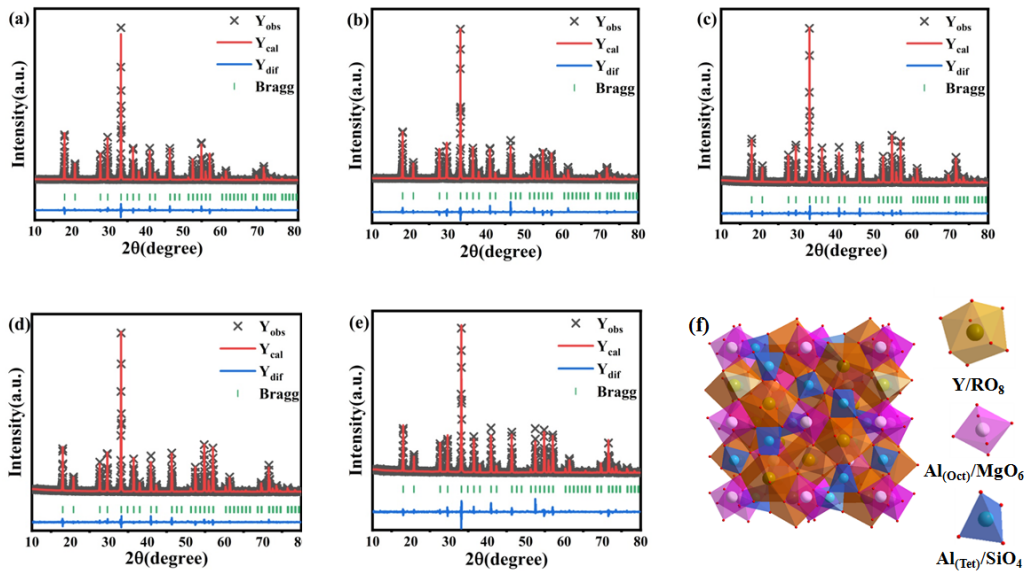 (a)
Intensity(a.u.)
Yobs
Ycal
Ydif
Bragg
10 20 30 40 50 60 70 80
2θ(degree)
(b)
Intensity(a.u.)
Yobs
Ycal
Ydif
Bragg
10 20 30 40 50 60 70 80
2θ(degree)
(c)
Intensity(a.u.)
Yobs
Ycal
Ydif
Bragg
10 20 30 40 50 60 70 80
2θ(degree)
(d)
Intensity(a.u.)
Yobs
Ycal
Ydif
Bragg
10 20 30 40 50 60 70 80
2θ(degree)
(e)
Intensity(a.u.)
Yobs
Ycal
Ydif
Bragg
10 20 30 40 50 60 70 80
2θ(degree)
(f)
Y/RO8
Al(Oct)/MgO6
Al(Tet)/SiO4